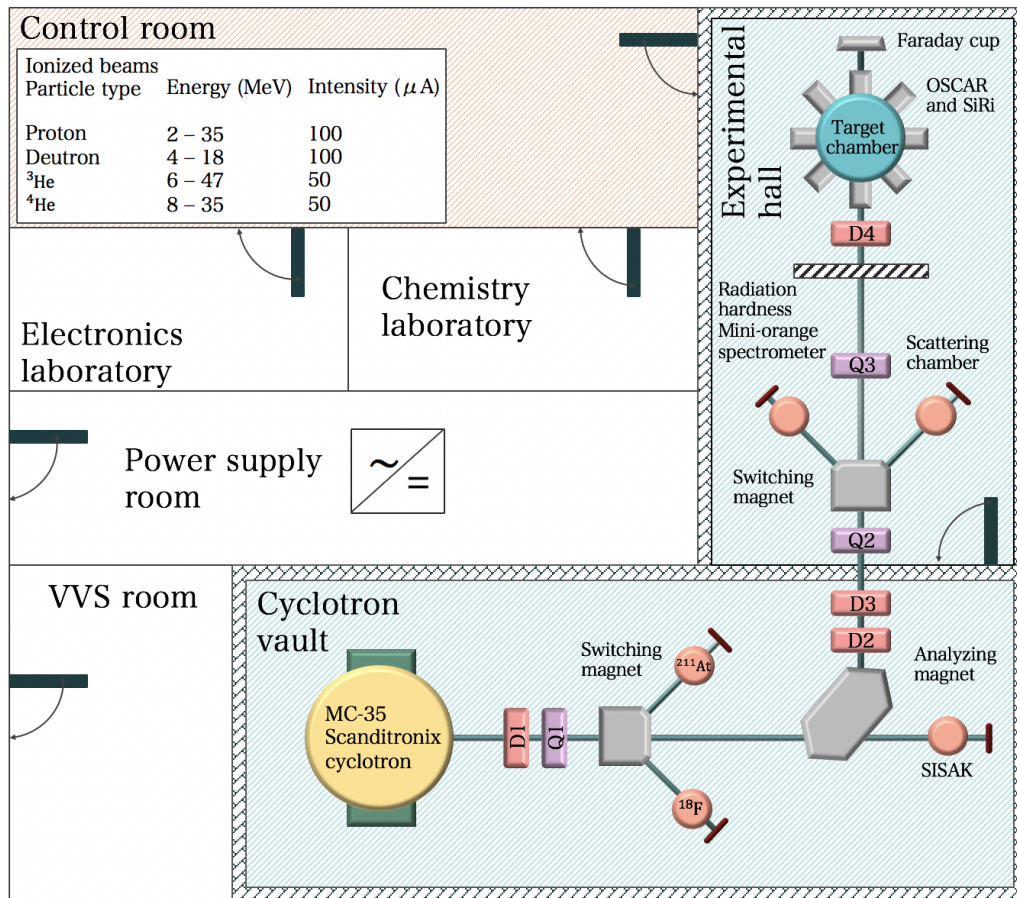 Control room
Ionized beams
Particle type Energy (MeV) Intensity (μA)
Proton 2 – 35 100
Deutron 4 – 18 100
³He 6 – 47 50
⁴He 8 – 35 50
Experimental
hall
Faraday cup
OSCAR
and SiRi
Target
chamber
D4
Radiation
hardness
Mini-orange
spectrometer
Q3
Scattering
chamber
Switching
magnet
Q2
Electronics
laboratory
Chemistry
laboratory
Power supply
room
~
=
VVS room
Cyclotron
vault
D3
D2
Analyzing
magnet
Switching
magnet
²¹¹At
MC-35
Scanditronix
cyclotron
D1
Q1
SISAK
¹⁸F